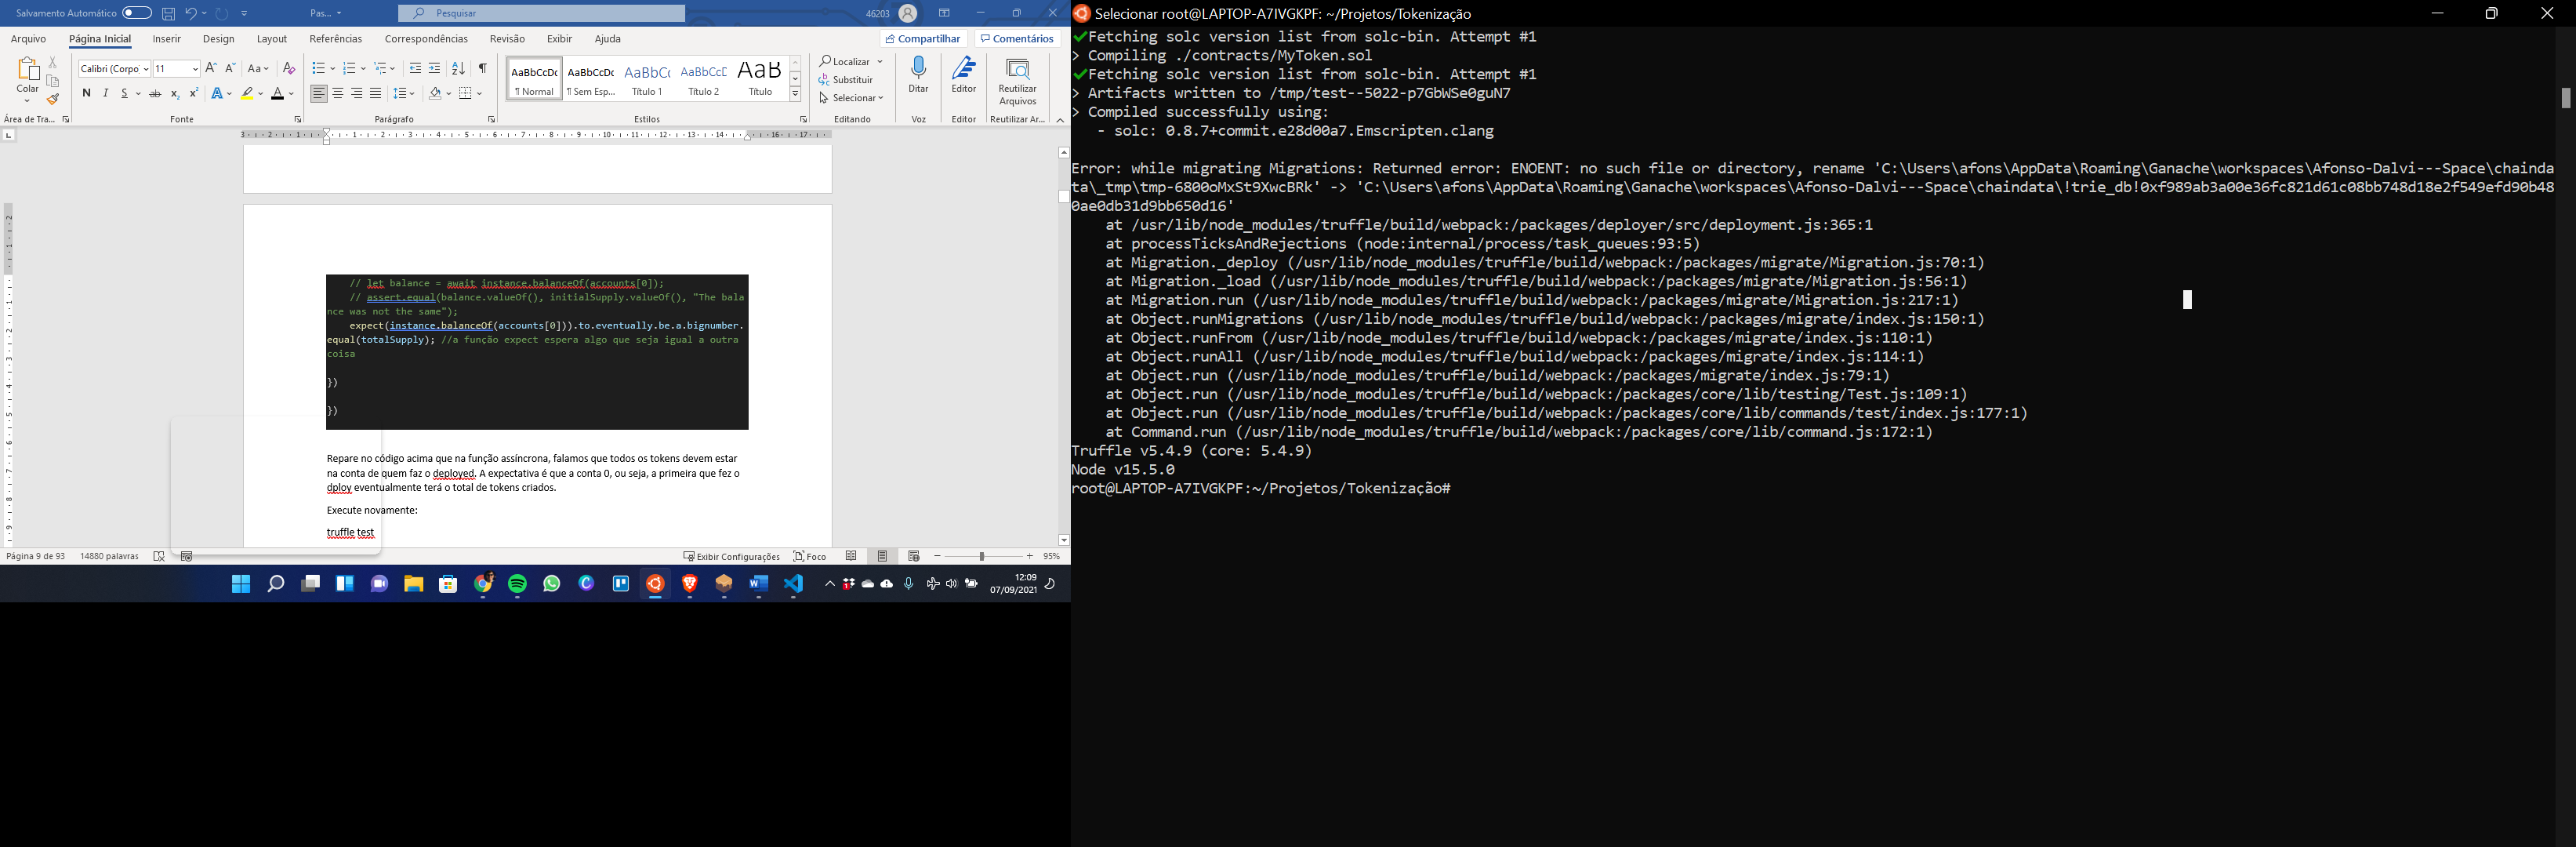 Salvamento Automático
Pas...
Pesquisar
46203
Arquivo Página Inicial Inserir Design Layout Referências Correspondências Revisão Exibir Ajuda
Compartilhar Comentários
Colar
Área de Tra...
Calibri (Corpo 11
Aa
N I S ab x₂ x² A A
Fonte
Parágrafo
AaBbCcDc AaBbCcDc AaBbCc AaBbCcD AaB
¶ Normal ¶ Sem Esp... Título 1 Título 2 Título
Estilos
Localizar
Substituir
Selecionar
Editando
Ditar
Voz
Editor
Editor
Reutilizar
Arquivos
Reutilizar Ar...
// let balance = await instance.balanceOf(accounts[0]);
// assert.equal(balance.valueOf(), initialSupply.valueOf(), "The bala
nce was not the same");
expect(instance.balanceOf(accounts[0])).to.eventually.be.a.bignumber.
equal(totalSupply); //a função expect espera algo que seja igual a outra
coisa
})
})
Repare no código acima que na função assíncrona, falamos que todos os tokens devem estar
na conta de quem faz o deployed. A expectativa é que a conta 0, ou seja, a primeira que fez o
dploy eventualmente terá o total de tokens criados.
Execute novamente:
truffle test
Página 9 de 93 14880 palavras
Exibir Configurações Foco
95%
12:09
07/09/2021
Selecionar root@LAPTOP-A7IVGKPF: ~/Projetos/Tokenização
✔Fetching solc version list from solc-bin. Attempt #1
> Compiling ./contracts/MyToken.sol
✔Fetching solc version list from solc-bin. Attempt #1
> Artifacts written to /tmp/test--5022-p7GbWSe0guN7
> Compiled successfully using:
- solc: 0.8.7+commit.e28d00a7.Emscripten.clang
Error: while migrating Migrations: Returned error: ENOENT: no such file or directory, rename 'C:\Users\afons\AppData\Roaming\Ganache\workspaces\Afonso-Dalvi---Space\chainda
ta\_tmp\tmp-6800oMxSt9XwcBRk' -> 'C:\Users\afons\AppData\Roaming\Ganache\workspaces\Afonso-Dalvi---Space\chaindata\!trie_db!0xf989ab3a00e36fc821d61c08bb748d18e2f549efd90b48
0ae0db31d9bb650d16'
at /usr/lib/node_modules/truffle/build/webpack:/packages/deployer/src/deployment.js:365:1
at processTicksAndRejections (node:internal/process/task_queues:93:5)
at Migration._deploy (/usr/lib/node_modules/truffle/build/webpack:/packages/migrate/Migration.js:70:1)
at Migration._load (/usr/lib/node_modules/truffle/build/webpack:/packages/migrate/Migration.js:56:1)
at Migration.run (/usr/lib/node_modules/truffle/build/webpack:/packages/migrate/Migration.js:217:1)
at Object.runMigrations (/usr/lib/node_modules/truffle/build/webpack:/packages/migrate/index.js:150:1)
at Object.runFrom (/usr/lib/node_modules/truffle/build/webpack:/packages/migrate/index.js:110:1)
at Object.runAll (/usr/lib/node_modules/truffle/build/webpack:/packages/migrate/index.js:114:1)
at Object.run (/usr/lib/node_modules/truffle/build/webpack:/packages/migrate/index.js:79:1)
at Object.run (/usr/lib/node_modules/truffle/build/webpack:/packages/core/lib/testing/Test.js:109:1)
at Object.run (/usr/lib/node_modules/truffle/build/webpack:/packages/core/lib/commands/test/index.js:177:1)
at Command.run (/usr/lib/node_modules/truffle/build/webpack:/packages/core/lib/command.js:172:1)
Truffle v5.4.9 (core: 5.4.9)
Node v15.5.0
root@LAPTOP-A7IVGKPF:~/Projetos/Tokenização#